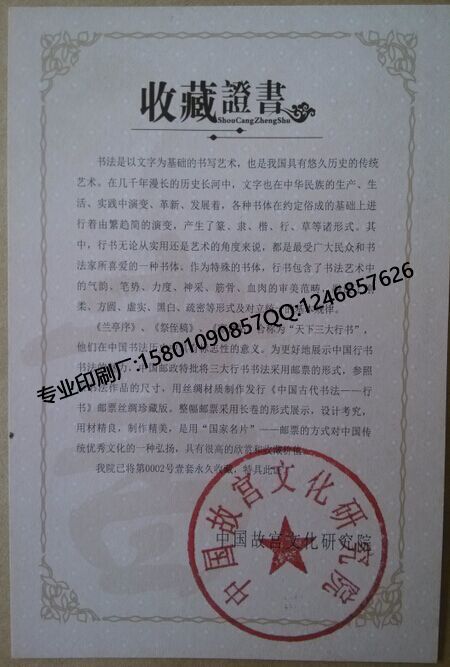 收藏證書
ShouCangZhengShu
书法是以文字为基础的书写艺术，也是我国具有悠久历史的传统
艺术。在几千年漫长的历史长河中，文字也在中华民族的生产、生
活、实践中演变、革新、发展着，各种书体在约定俗成的基础上进
行着由繁趋简的演变，产生了篆、隶、楷、行、草等诸形式。其
中，行书无论从实用还是艺术的角度来说，都是最受广大民众和书
法家所喜爱的一种书体。作为特殊的书体，行书包含了书法艺术中
的气韵、笔势、力度、神采、筋骨、血肉的审美范畴，
柔、方圆、虚实、黑白、疏密等形式及对立统一的基本规律。
《兰亭序》、《祭侄稿》、 合称为“天下三大行书”，
他们在中国书法历史 标志性的意义。为更好地展示中国行书
书法 ，中国邮政特批将三大行书书法采用邮票的形式，参照
书法作品的尺寸，用丝绸材质制作发行《中国古代书法——行
书》邮票丝绸珍藏版。整幅邮票采用长卷的形式展示，设计考究，
用材精良，制作精美，是用“国家名片”——邮票的方式对中国传
统优秀文化的一种弘扬，具有很高的欣赏和收藏价值。
我院已将第0002号壹套永久收藏，特具此证
中国故宫文化研究院
中国故宫文化研究院
专业印刷厂:15801090857QQ:1246857626